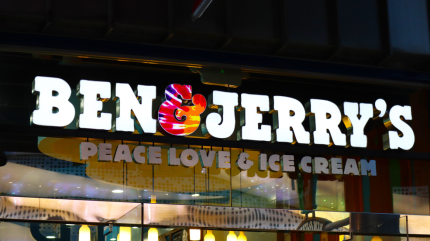 BEN & JERRY'S
PEACE LOVE & ICE CREAM